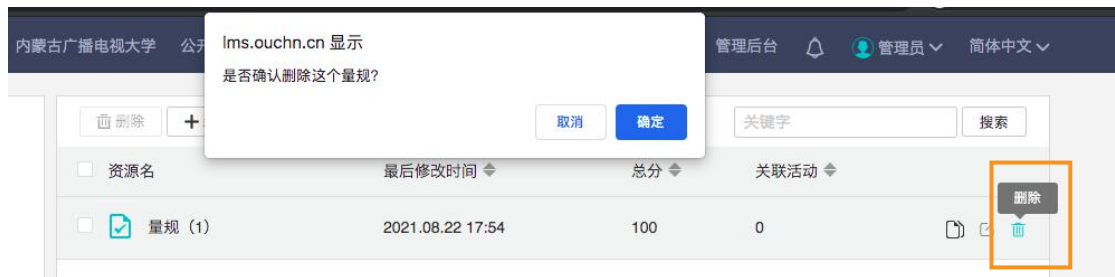 内蒙古广播电视大学 公 管理后台 管理员 简体中文
lms.ouchn.cn 显示
是否确认删除这个量规?
取消 确定
删除 关键字 搜索
资源名 最后修改时间 总分 关联活动
删除
量规（1） 2021.08.22 17:54 100 0